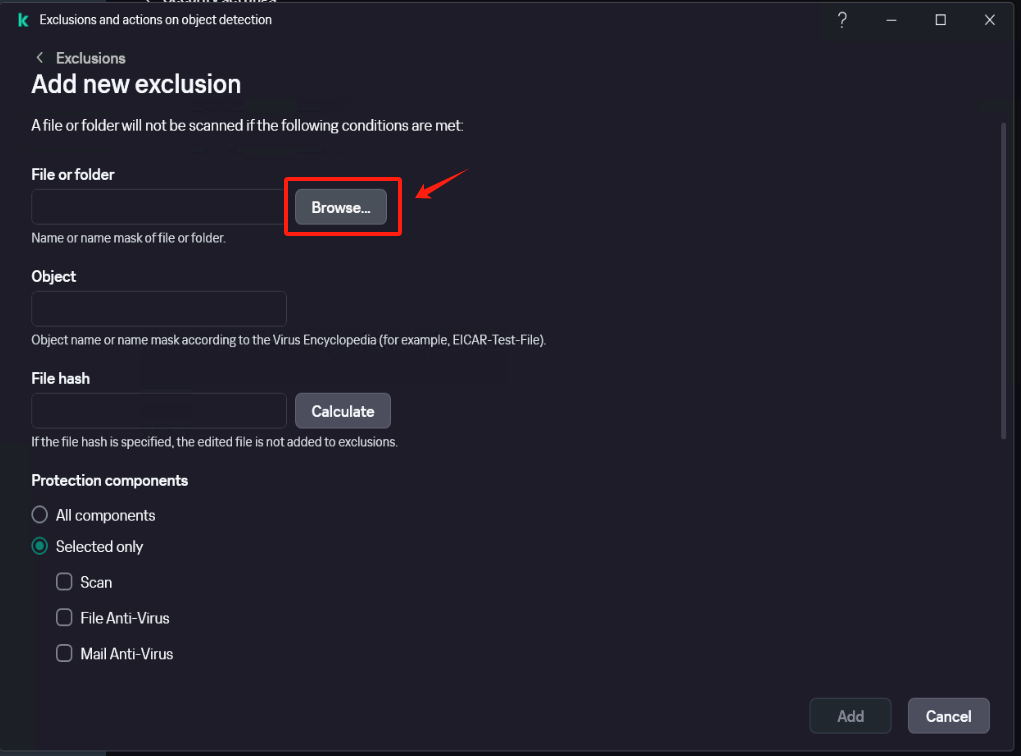 Exclusions and actions on object detection
Exclusions
Add new exclusion
A file or folder will not be scanned if the following conditions are met:
File or folder
Browse...
Name or name mask of file or folder.
Object
Object name or name mask according to the Virus Encyclopedia (for example, EICAR-Test-File).
File hash
Calculate
If the file hash is specified, the edited file is not added to exclusions.
Protection components
All components
Selected only
Scan
File Anti-Virus
Mail Anti-Virus
Add
Cancel